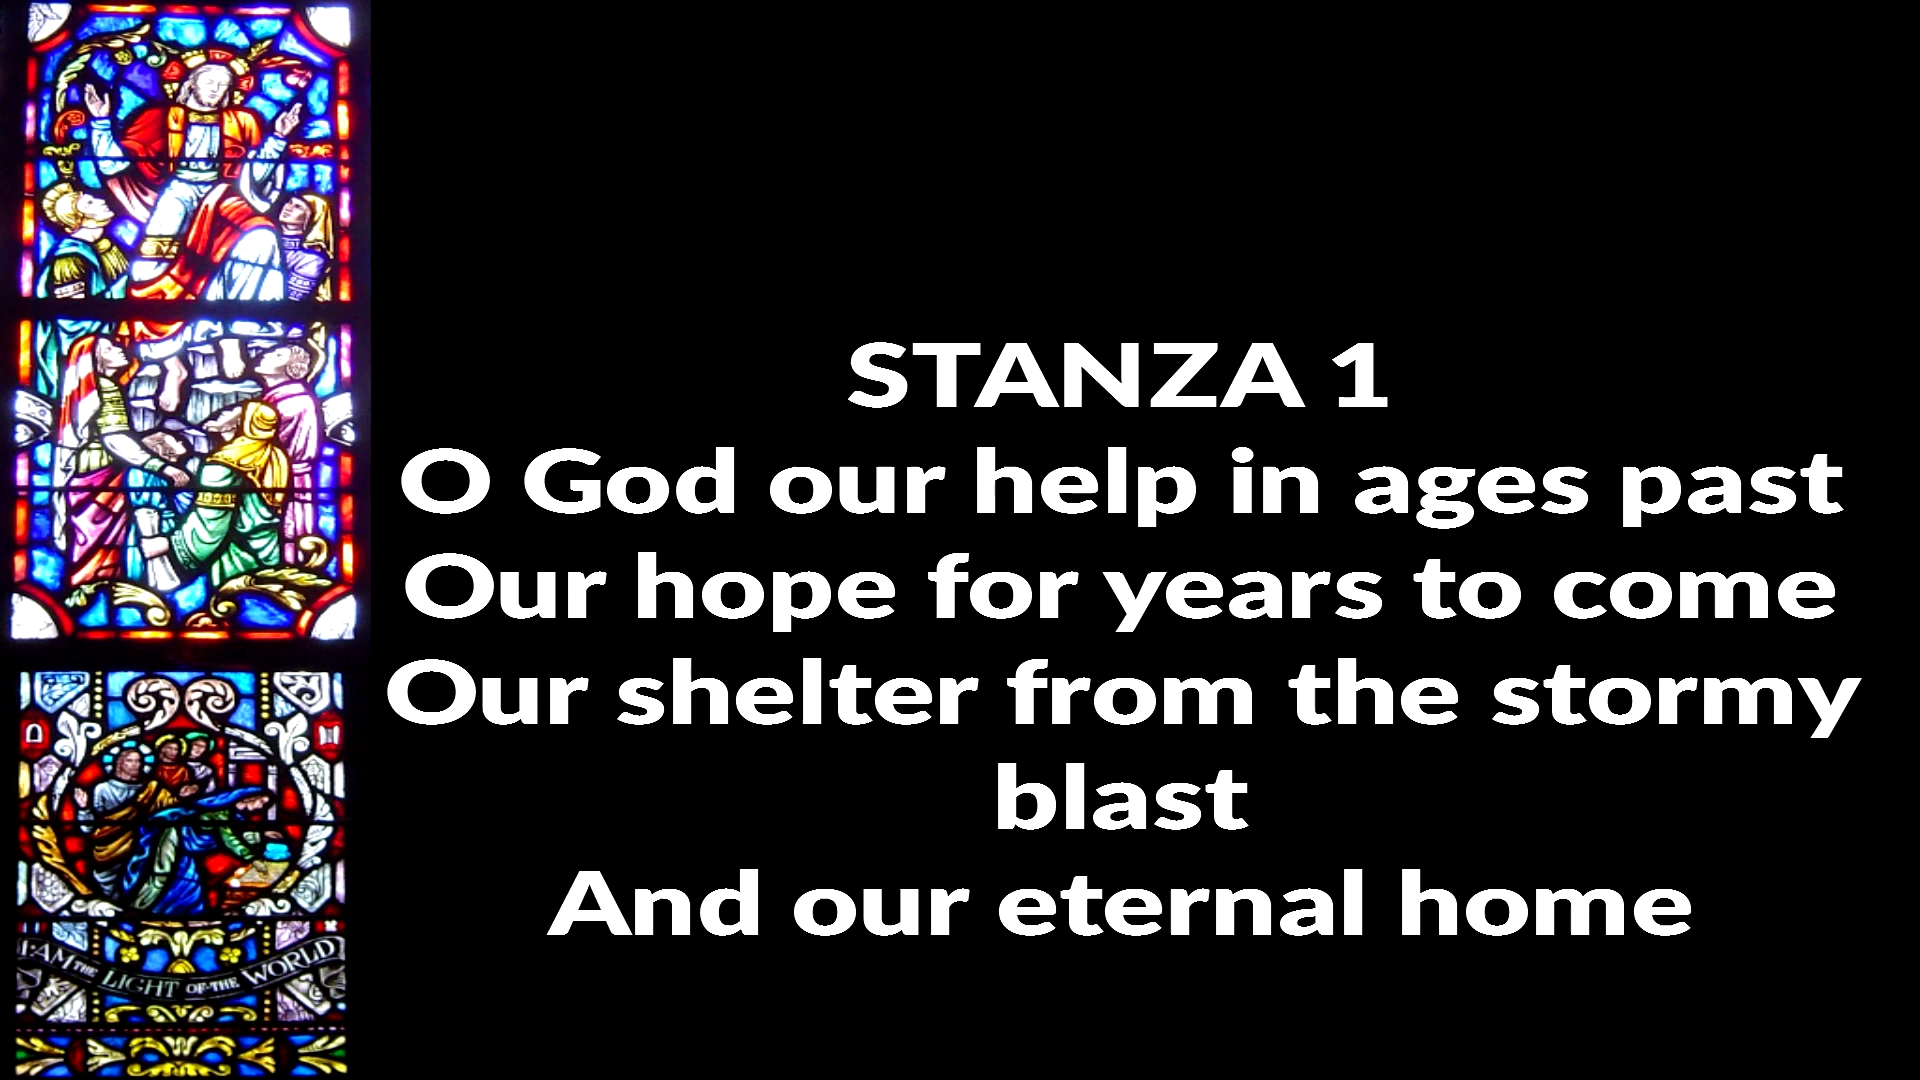 STANZA 1
O God our help in ages past
Our hope for years to come
Our shelter from the stormy
blast
And our eternal home
I·AM THE LIGHT OF·THE WORLD